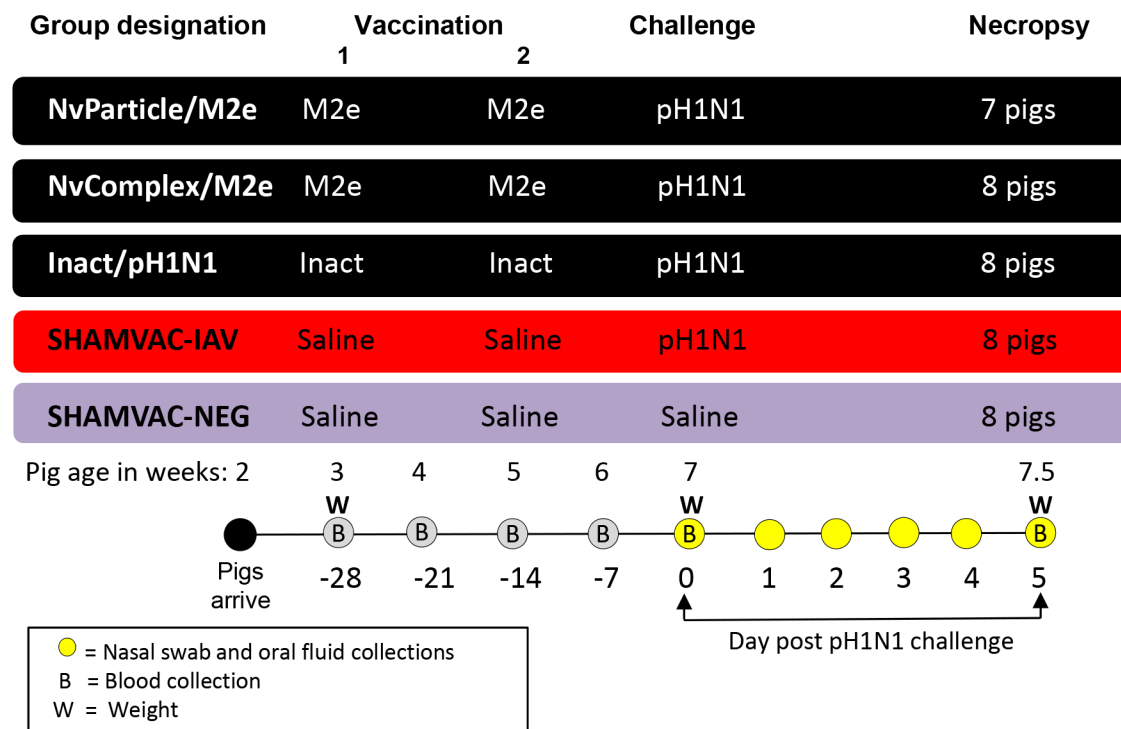 Group designation Vaccination Challenge Necropsy
1 2
NvParticle/M2e M2e M2e pH1N1 7 pigs
NvComplex/M2e M2e M2e pH1N1 8 pigs
Inact/pH1N1 Inact Inact pH1N1 8 pigs
SHAMVAC-IAV Saline Saline pH1N1 8 pigs
SHAMVAC-NEG Saline Saline Saline 8 pigs
Pig age in weeks: 2 3 4 5 6 7 7.5
W W W
B B B B B B
-28 -21 -14 -7 0 1 2 3 4 5
Pigs
arrive
Day post pH1N1 challenge
= Nasal swab and oral fluid collections
B = Blood collection
W = Weight